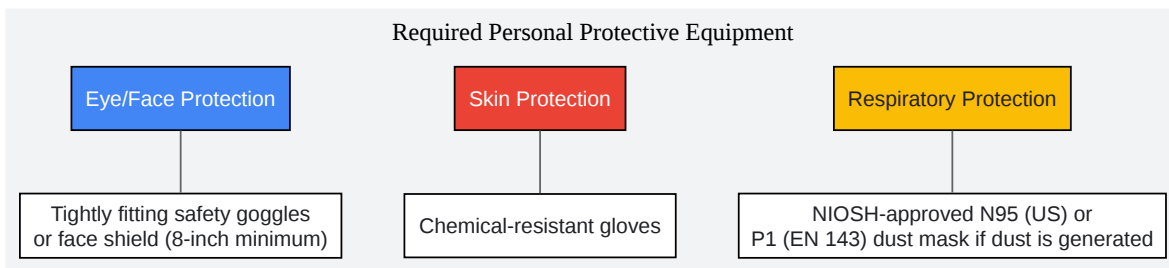 Required Personal Protective Equipment
Eye/Face Protection
Skin Protection
Respiratory Protection
Tightly fitting safety goggles
or face shield (8-inch minimum)
Chemical-resistant gloves
NIOSH-approved N95 (US) or
P1 (EN 143) dust mask if dust is generated